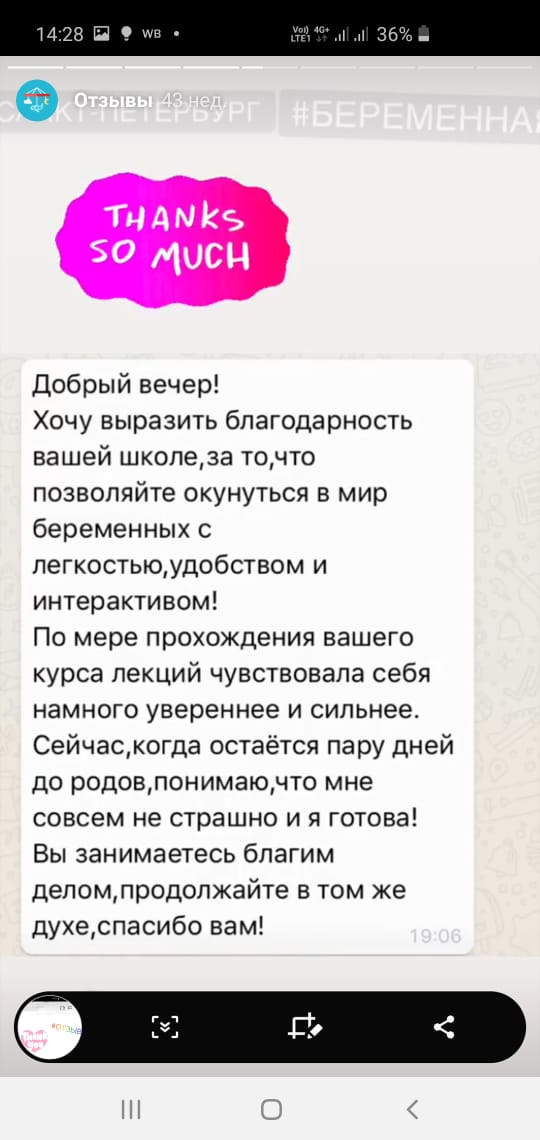 14:28 WB Vo)) 4G+ LTE1 36%
Отзывы 43 нед.
САНКТ-ПЕТЕРБУРГ #БЕРЕМЕННА
THANKS
SO MUCH
Добрый вечер!
Хочу выразить благодарность
вашей школе,за то,что
позволяйте окунуться в мир
беременных с
легкостью,удобством и
интерактивом!
По мере прохождения вашего
курса лекций чувствовала себя
намного увереннее и сильнее.
Сейчас,когда остаётся пару дней
до родов,понимаю,что мне
совсем не страшно и я готова!
Вы занимаетесь благим
делом,продолжайте в том же
духе,спасибо вам!
19:06